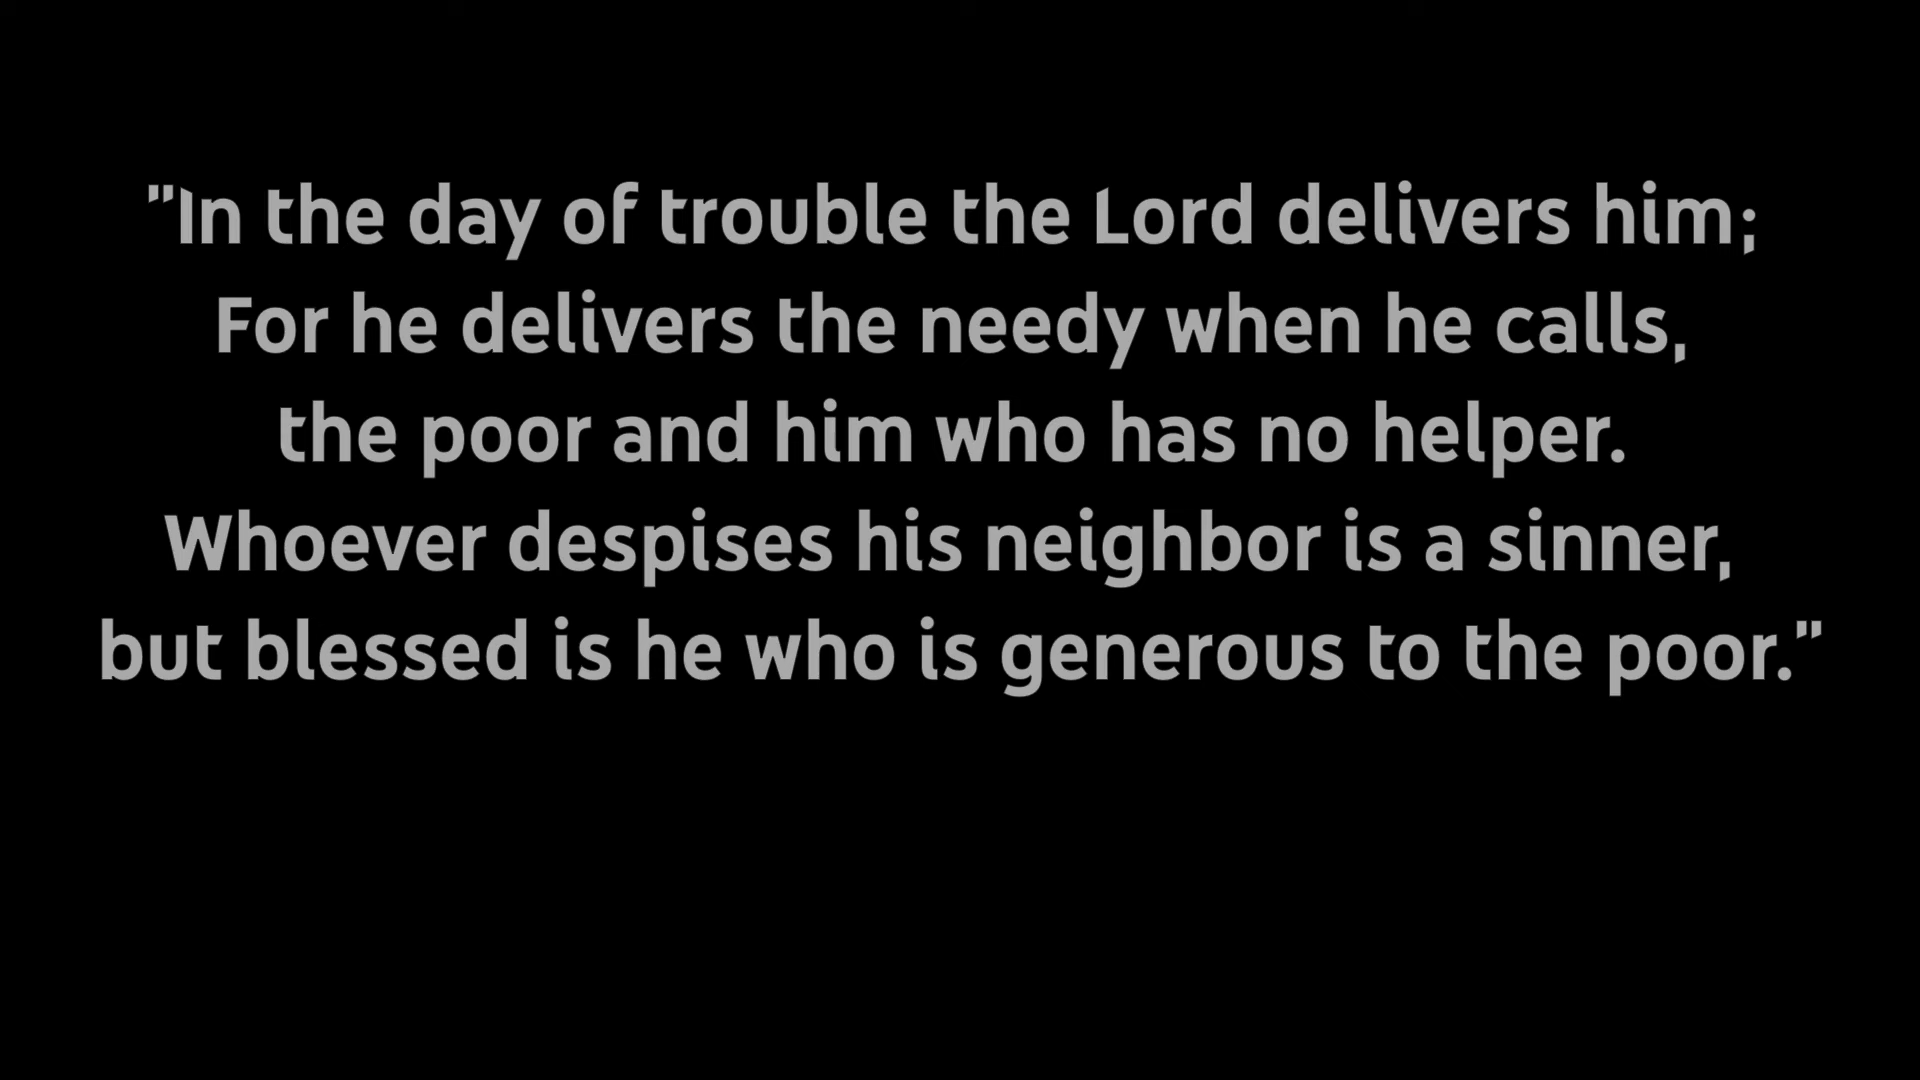 "In the day of trouble the Lord delivers him;
For he delivers the needy when he calls,
the poor and him who has no helper.
Whoever despises his neighbor is a sinner,
but blessed is he who is generous to the poor."